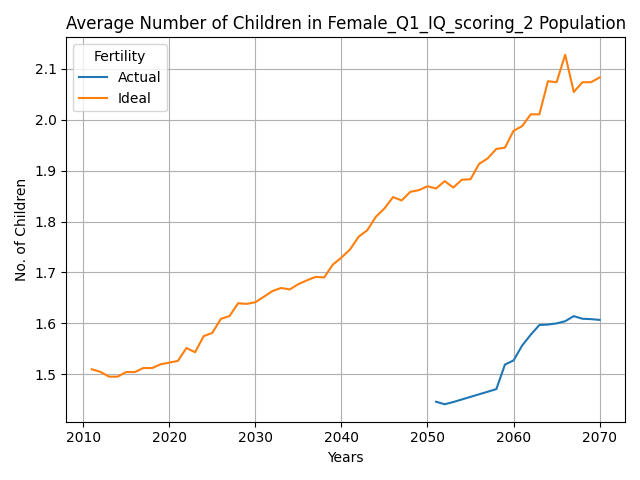 Average Number of Children in Female_Q1_IQ_scoring_2 Population
Fertility
Actual
Ideal
No. of Children
2.1
2.0
1.9
1.8
1.7
1.6
1.5
2010 2020 2030 2040 2050 2060 2070
Years